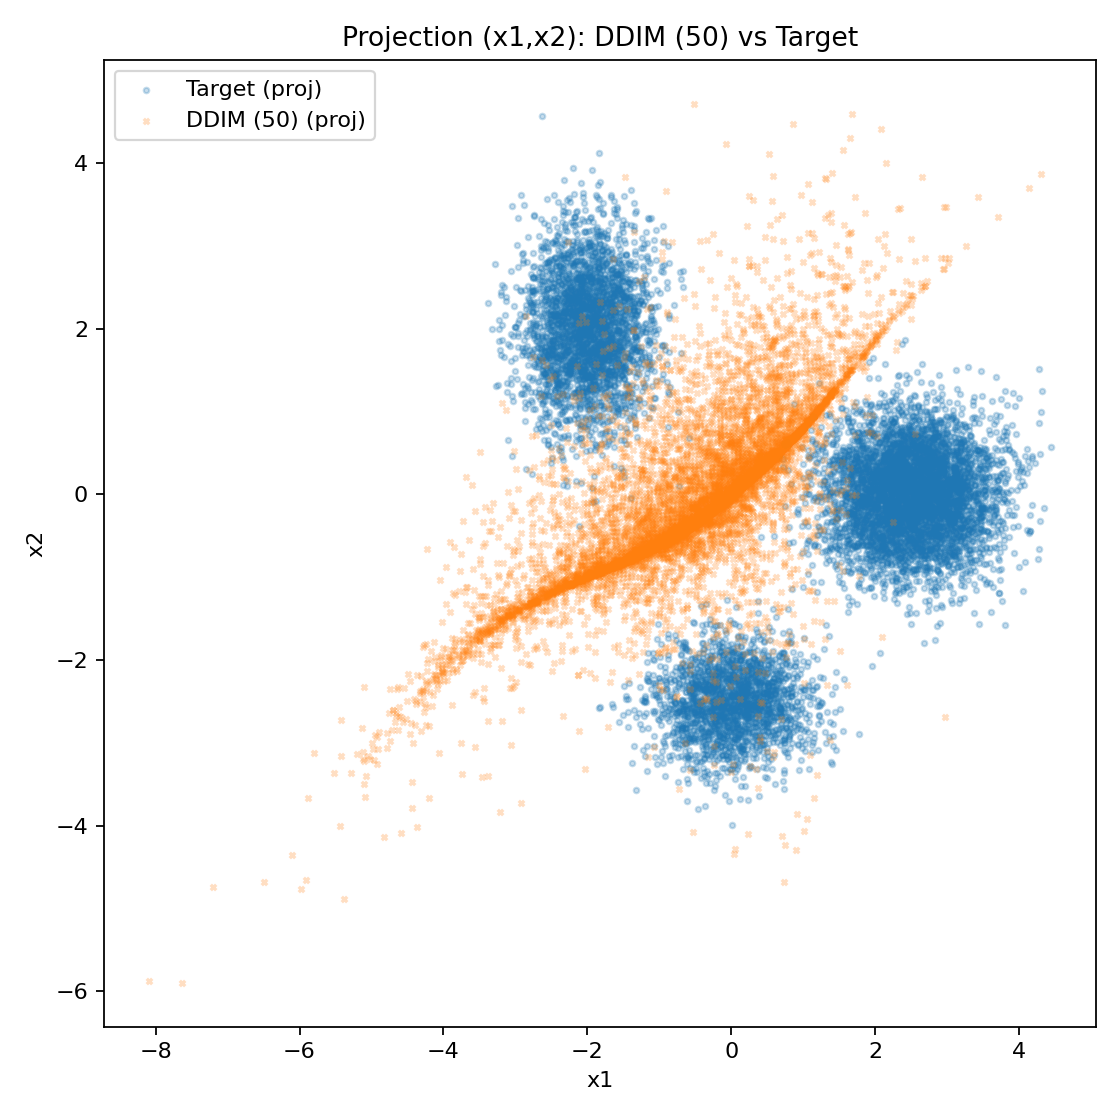 Projection (x1,x2): DDIM (50) vs Target
Target (proj)
DDIM (50) (proj)
4
2
0
−2
−4
−6
x2
−8
−6
−4
−2
0
2
4
x1